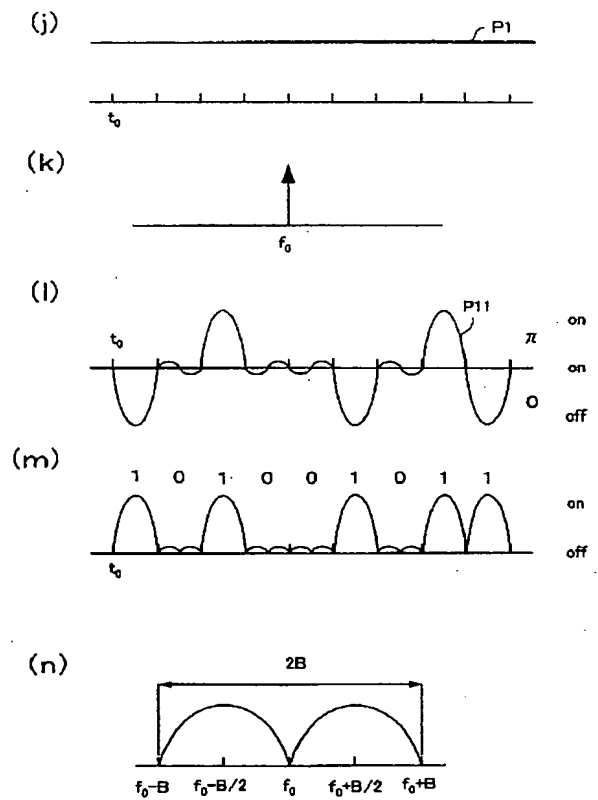 (j)
P1
t₀
(k)
f₀
(l)
t₀
P11
on
π
on
0
off
(m)
1 0 1 0 0 1 0 1 1
on
off
t₀
(n)
2B
f₀-B f₀-B/2 f₀ f₀+B/2 f₀+B